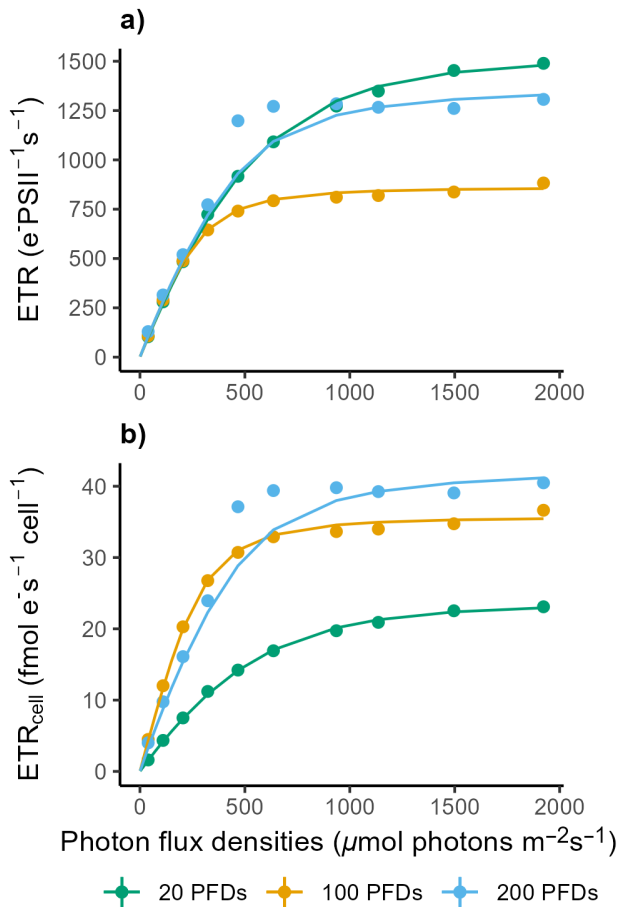 a)
1500
1250
1000
750
500
250
0
ETR (e⁻PSII⁻¹s⁻¹)
0 500 1000 1500 2000
b)
40
30
20
10
0
ETRcell (fmol e⁻s⁻¹ cell⁻¹)
0 500 1000 1500 2000
Photon flux densities (μmol photons m⁻²s⁻¹)
20 PFDs 100 PFDs 200 PFDs